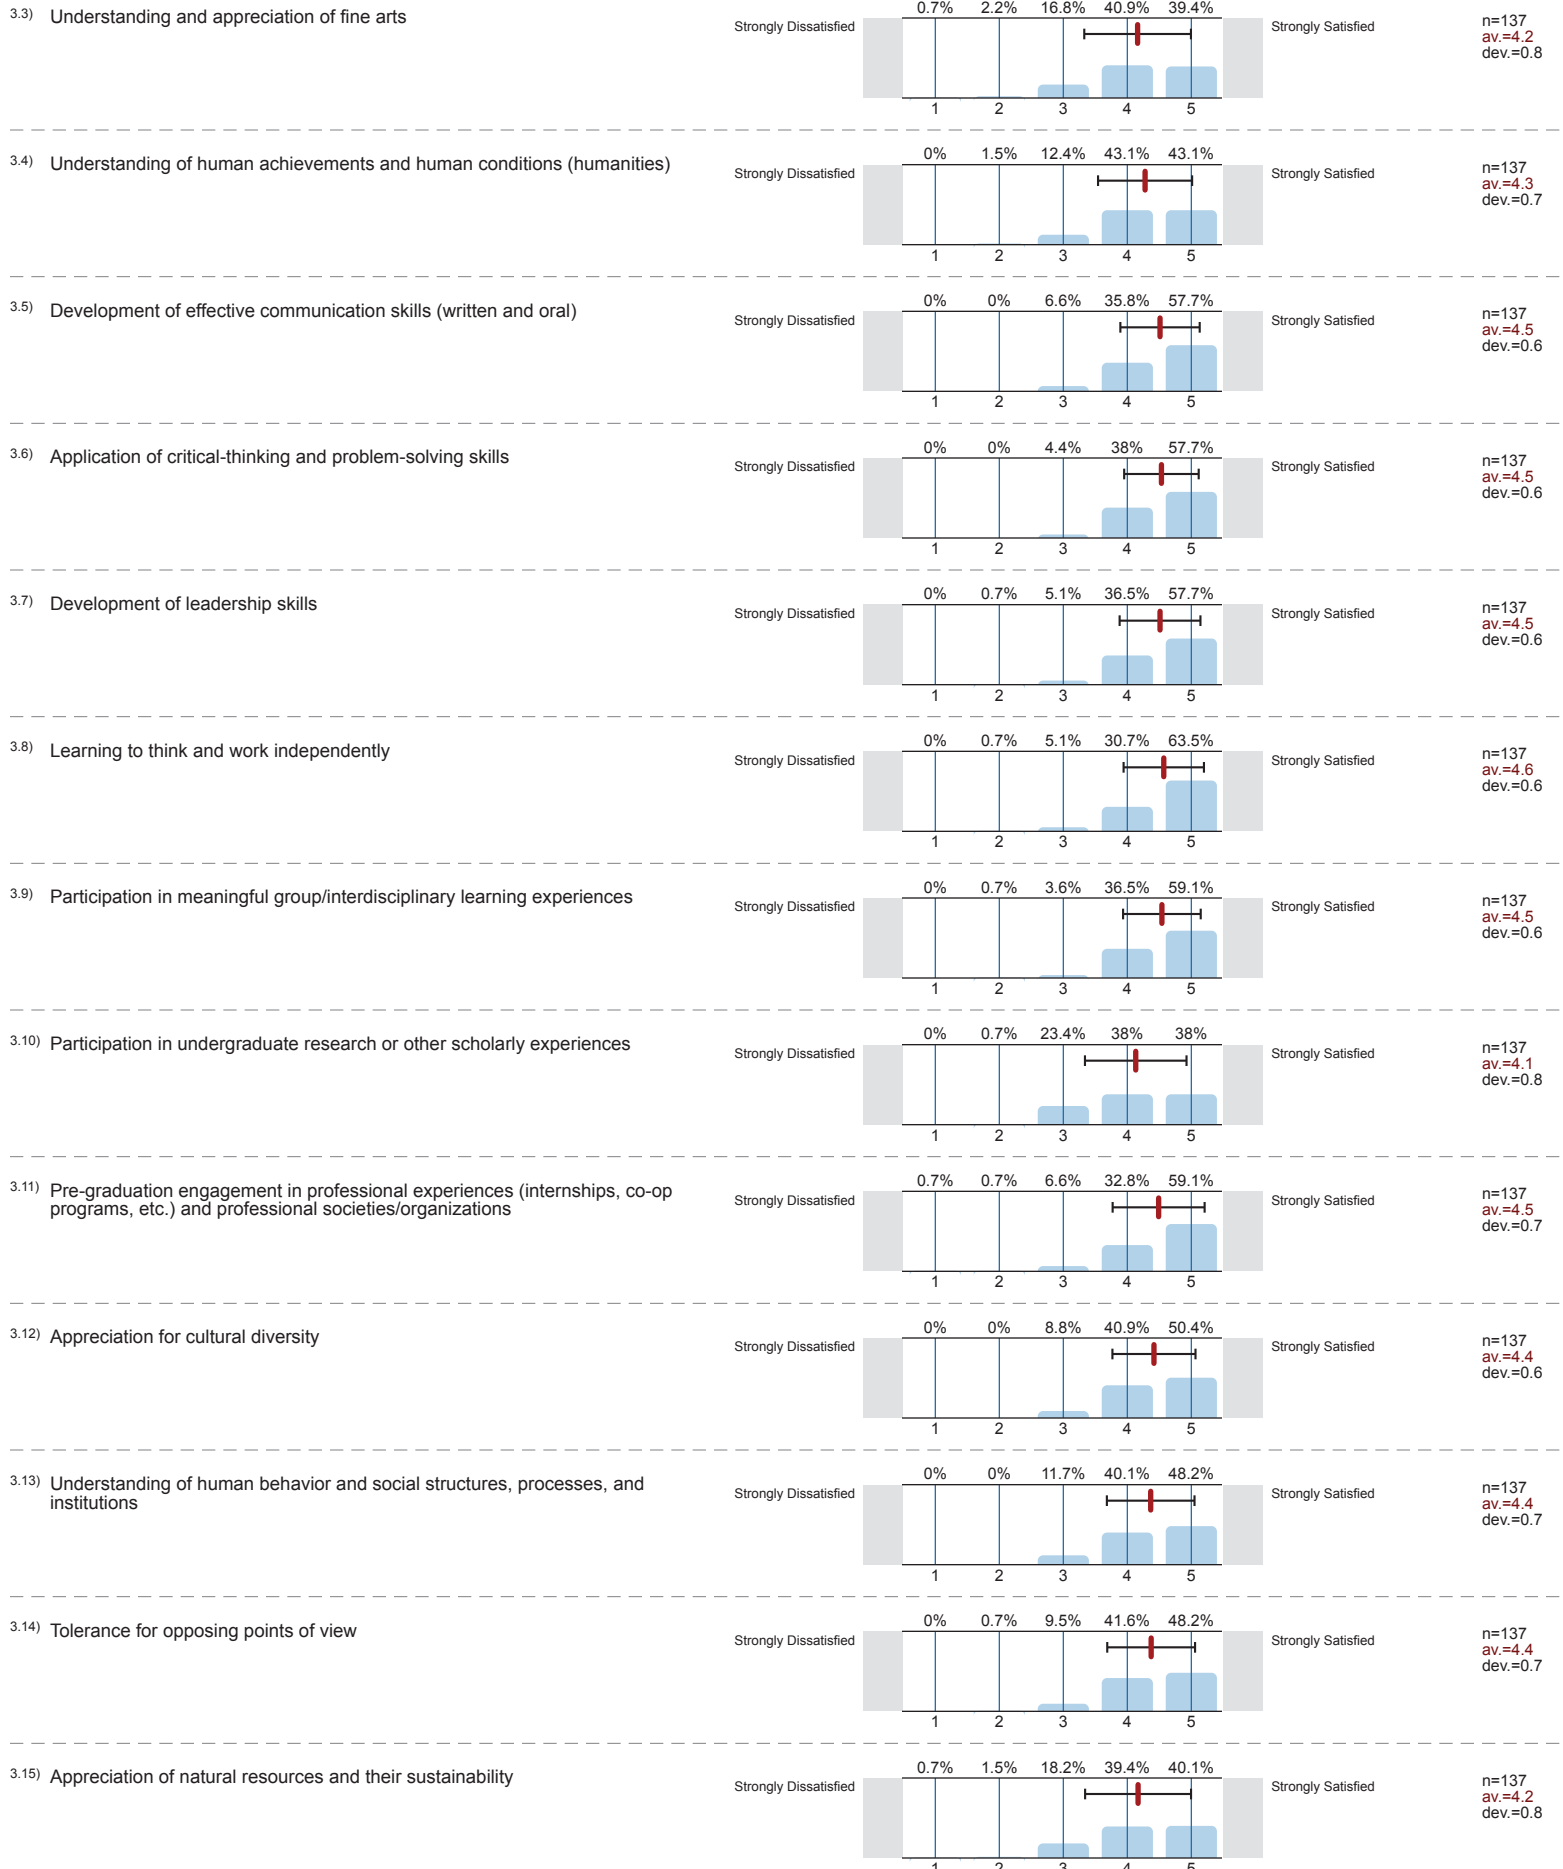 3.3) Understanding and appreciation of fine arts
Strongly Dissatisfied
0.7% 2.2% 16.8% 40.9% 39.4%
1 2 3 4 5
Strongly Satisfied
n=137
av.=4.2
dev.=0.8
3.4) Understanding of human achievements and human conditions (humanities)
Strongly Dissatisfied
0% 1.5% 12.4% 43.1% 43.1%
1 2 3 4 5
Strongly Satisfied
n=137
av.=4.3
dev.=0.7
3.5) Development of effective communication skills (written and oral)
Strongly Dissatisfied
0% 0% 6.6% 35.8% 57.7%
1 2 3 4 5
Strongly Satisfied
n=137
av.=4.5
dev.=0.6
3.6) Application of critical-thinking and problem-solving skills
Strongly Dissatisfied
0% 0% 4.4% 38% 57.7%
1 2 3 4 5
Strongly Satisfied
n=137
av.=4.5
dev.=0.6
3.7) Development of leadership skills
Strongly Dissatisfied
0% 0.7% 5.1% 36.5% 57.7%
1 2 3 4 5
Strongly Satisfied
n=137
av.=4.5
dev.=0.6
3.8) Learning to think and work independently
Strongly Dissatisfied
0% 0.7% 5.1% 30.7% 63.5%
1 2 3 4 5
Strongly Satisfied
n=137
av.=4.6
dev.=0.6
3.9) Participation in meaningful group/interdisciplinary learning experiences
Strongly Dissatisfied
0% 0.7% 3.6% 36.5% 59.1%
1 2 3 4 5
Strongly Satisfied
n=137
av.=4.5
dev.=0.6
3.10) Participation in undergraduate research or other scholarly experiences
Strongly Dissatisfied
0% 0.7% 23.4% 38% 38%
1 2 3 4 5
Strongly Satisfied
n=137
av.=4.1
dev.=0.8
3.11) Pre-graduation engagement in professional experiences (internships, co-op
programs, etc.) and professional societies/organizations
Strongly Dissatisfied
0.7% 0.7% 6.6% 32.8% 59.1%
1 2 3 4 5
Strongly Satisfied
n=137
av.=4.5
dev.=0.7
3.12) Appreciation for cultural diversity
Strongly Dissatisfied
0% 0% 8.8% 40.9% 50.4%
1 2 3 4 5
Strongly Satisfied
n=137
av.=4.4
dev.=0.6
3.13) Understanding of human behavior and social structures, processes, and
institutions
Strongly Dissatisfied
0% 0% 11.7% 40.1% 48.2%
1 2 3 4 5
Strongly Satisfied
n=137
av.=4.4
dev.=0.7
3.14) Tolerance for opposing points of view
Strongly Dissatisfied
0% 0.7% 9.5% 41.6% 48.2%
1 2 3 4 5
Strongly Satisfied
n=137
av.=4.4
dev.=0.7
3.15) Appreciation of natural resources and their sustainability
Strongly Dissatisfied
0.7% 1.5% 18.2% 39.4% 40.1%
1 2 3 4 5
Strongly Satisfied
n=137
av.=4.2
dev.=0.8